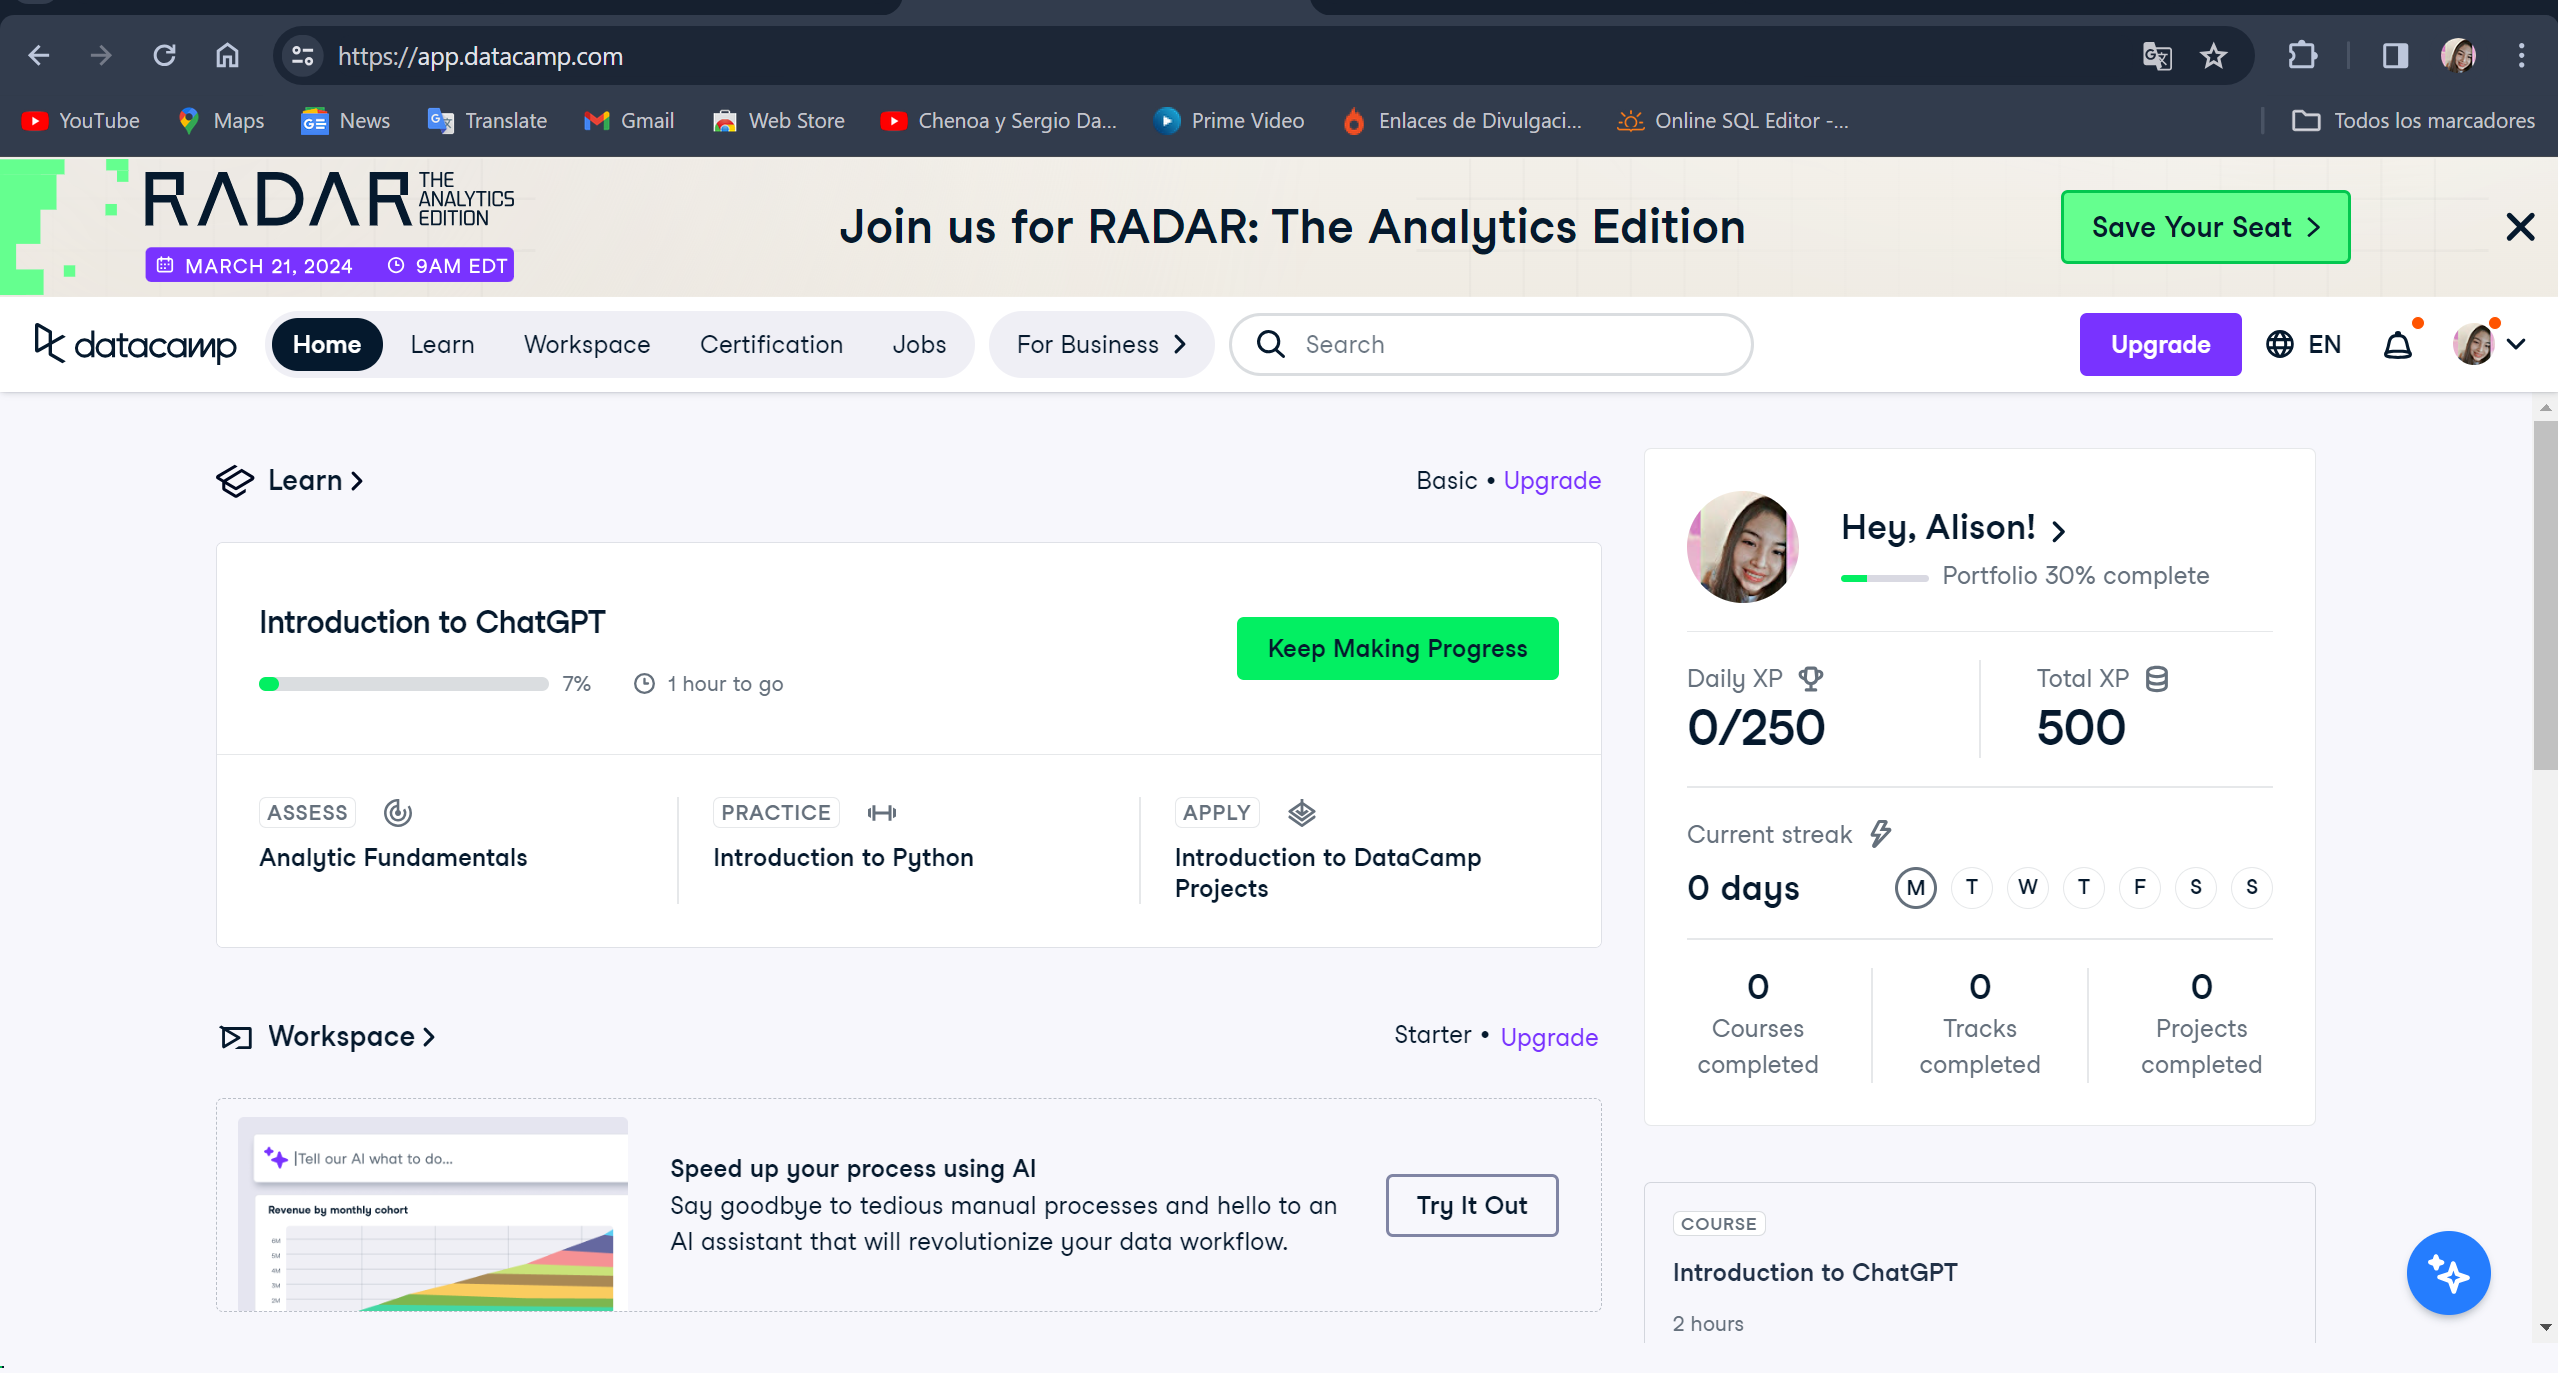 https://app.datacamp.com
YouTube
Maps
News
Translate
Gmail
Web Store
Chenoa y Sergio Da...
Prime Video
Enlaces de Divulgaci...
Online SQL Editor -...
Todos los marcadores
RADAR THE ANALYTICS EDITION
MARCH 21, 2024 9AM EDT
Join us for RADAR: The Analytics Edition
Save Your Seat
datacamp
Home
Learn
Workspace
Certification
Jobs
For Business
Search
Upgrade
EN
Learn
Basic • Upgrade
Introduction to ChatGPT
7%
1 hour to go
Keep Making Progress
ASSESS
Analytic Fundamentals
PRACTICE
Introduction to Python
APPLY
Introduction to DataCamp
Projects
Workspace
Starter • Upgrade
Tell our AI what to do...
Revenue by monthly cohort
6M
5M
4M
3M
2M
Speed up your process using AI
Say goodbye to tedious manual processes and hello to an
AI assistant that will revolutionize your data workflow.
Try It Out
Hey, Alison!
Portfolio 30% complete
Daily XP
0/250
Total XP
500
Current streak
0 days
M T W T F S S
0
Courses
completed
0
Tracks
completed
0
Projects
completed
COURSE
Introduction to ChatGPT
2 hours